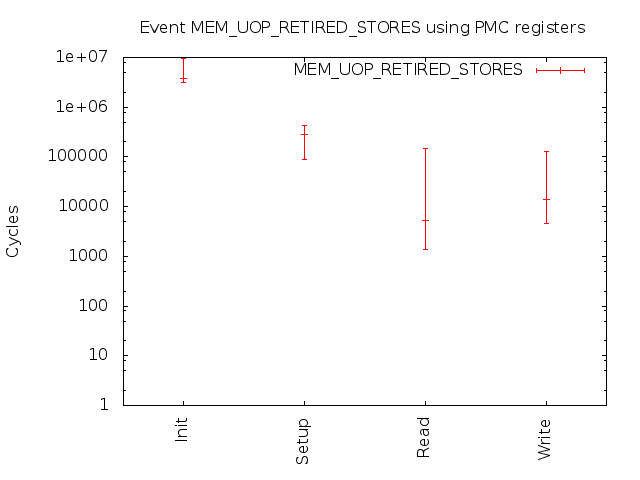 Event MEM_UOP_RETIRED_STORES using PMC registers
MEM_UOP_RETIRED_STORES
Cycles
1e+07
1e+06
100000
10000
1000
100
10
1
Init
Setup
Read
Write